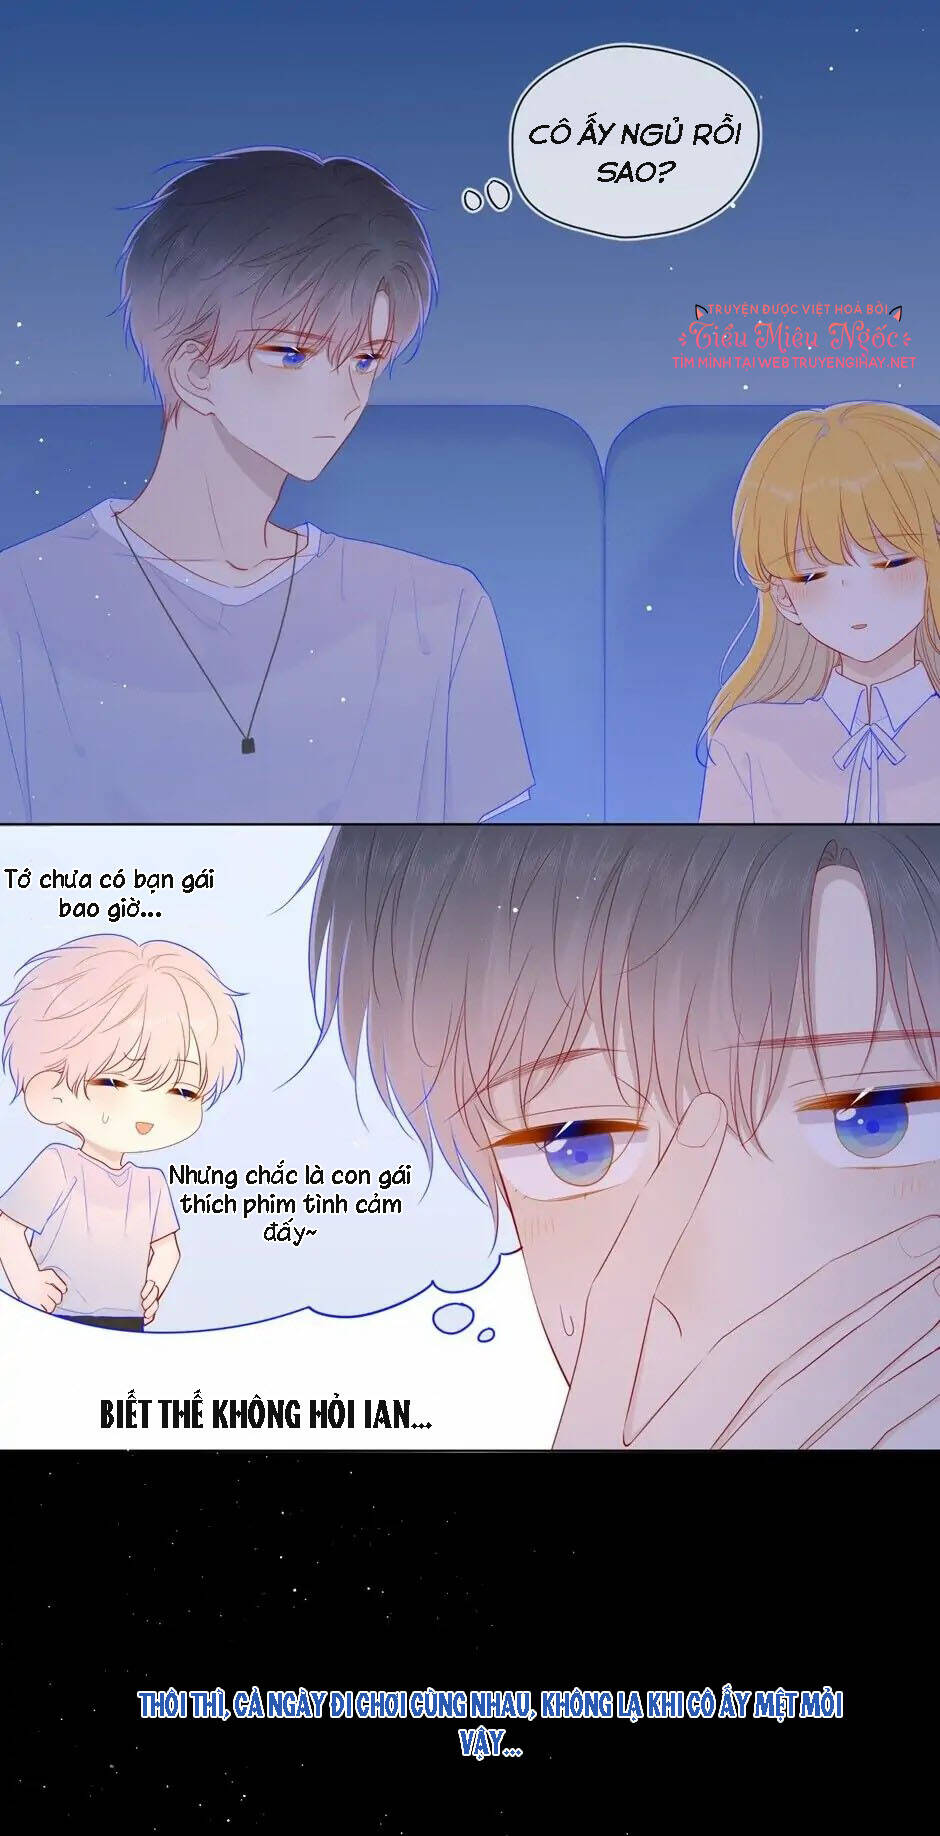 CÔ ẤY NGỦ RỒI
SAO?
TRUYỆN ĐƯỢC VIỆT HOÁ BỞI
Tiểu Miêu Ngốc
TÌM MÌNH TẠI WEB TRUYENGIHAY.NET
Tớ chưa có bạn gái
bao giờ...
Nhưng chắc là con gái
thích phim tình cảm
đấy~
BIẾT THẾ KHÔNG HỎI IAN...
THÔI THÌ, CẢ NGÀY ĐI CHƠI CÙNG NHAU, KHÔNG LẠ KHI CÔ ẤY MỆT MỎI
VẬY...